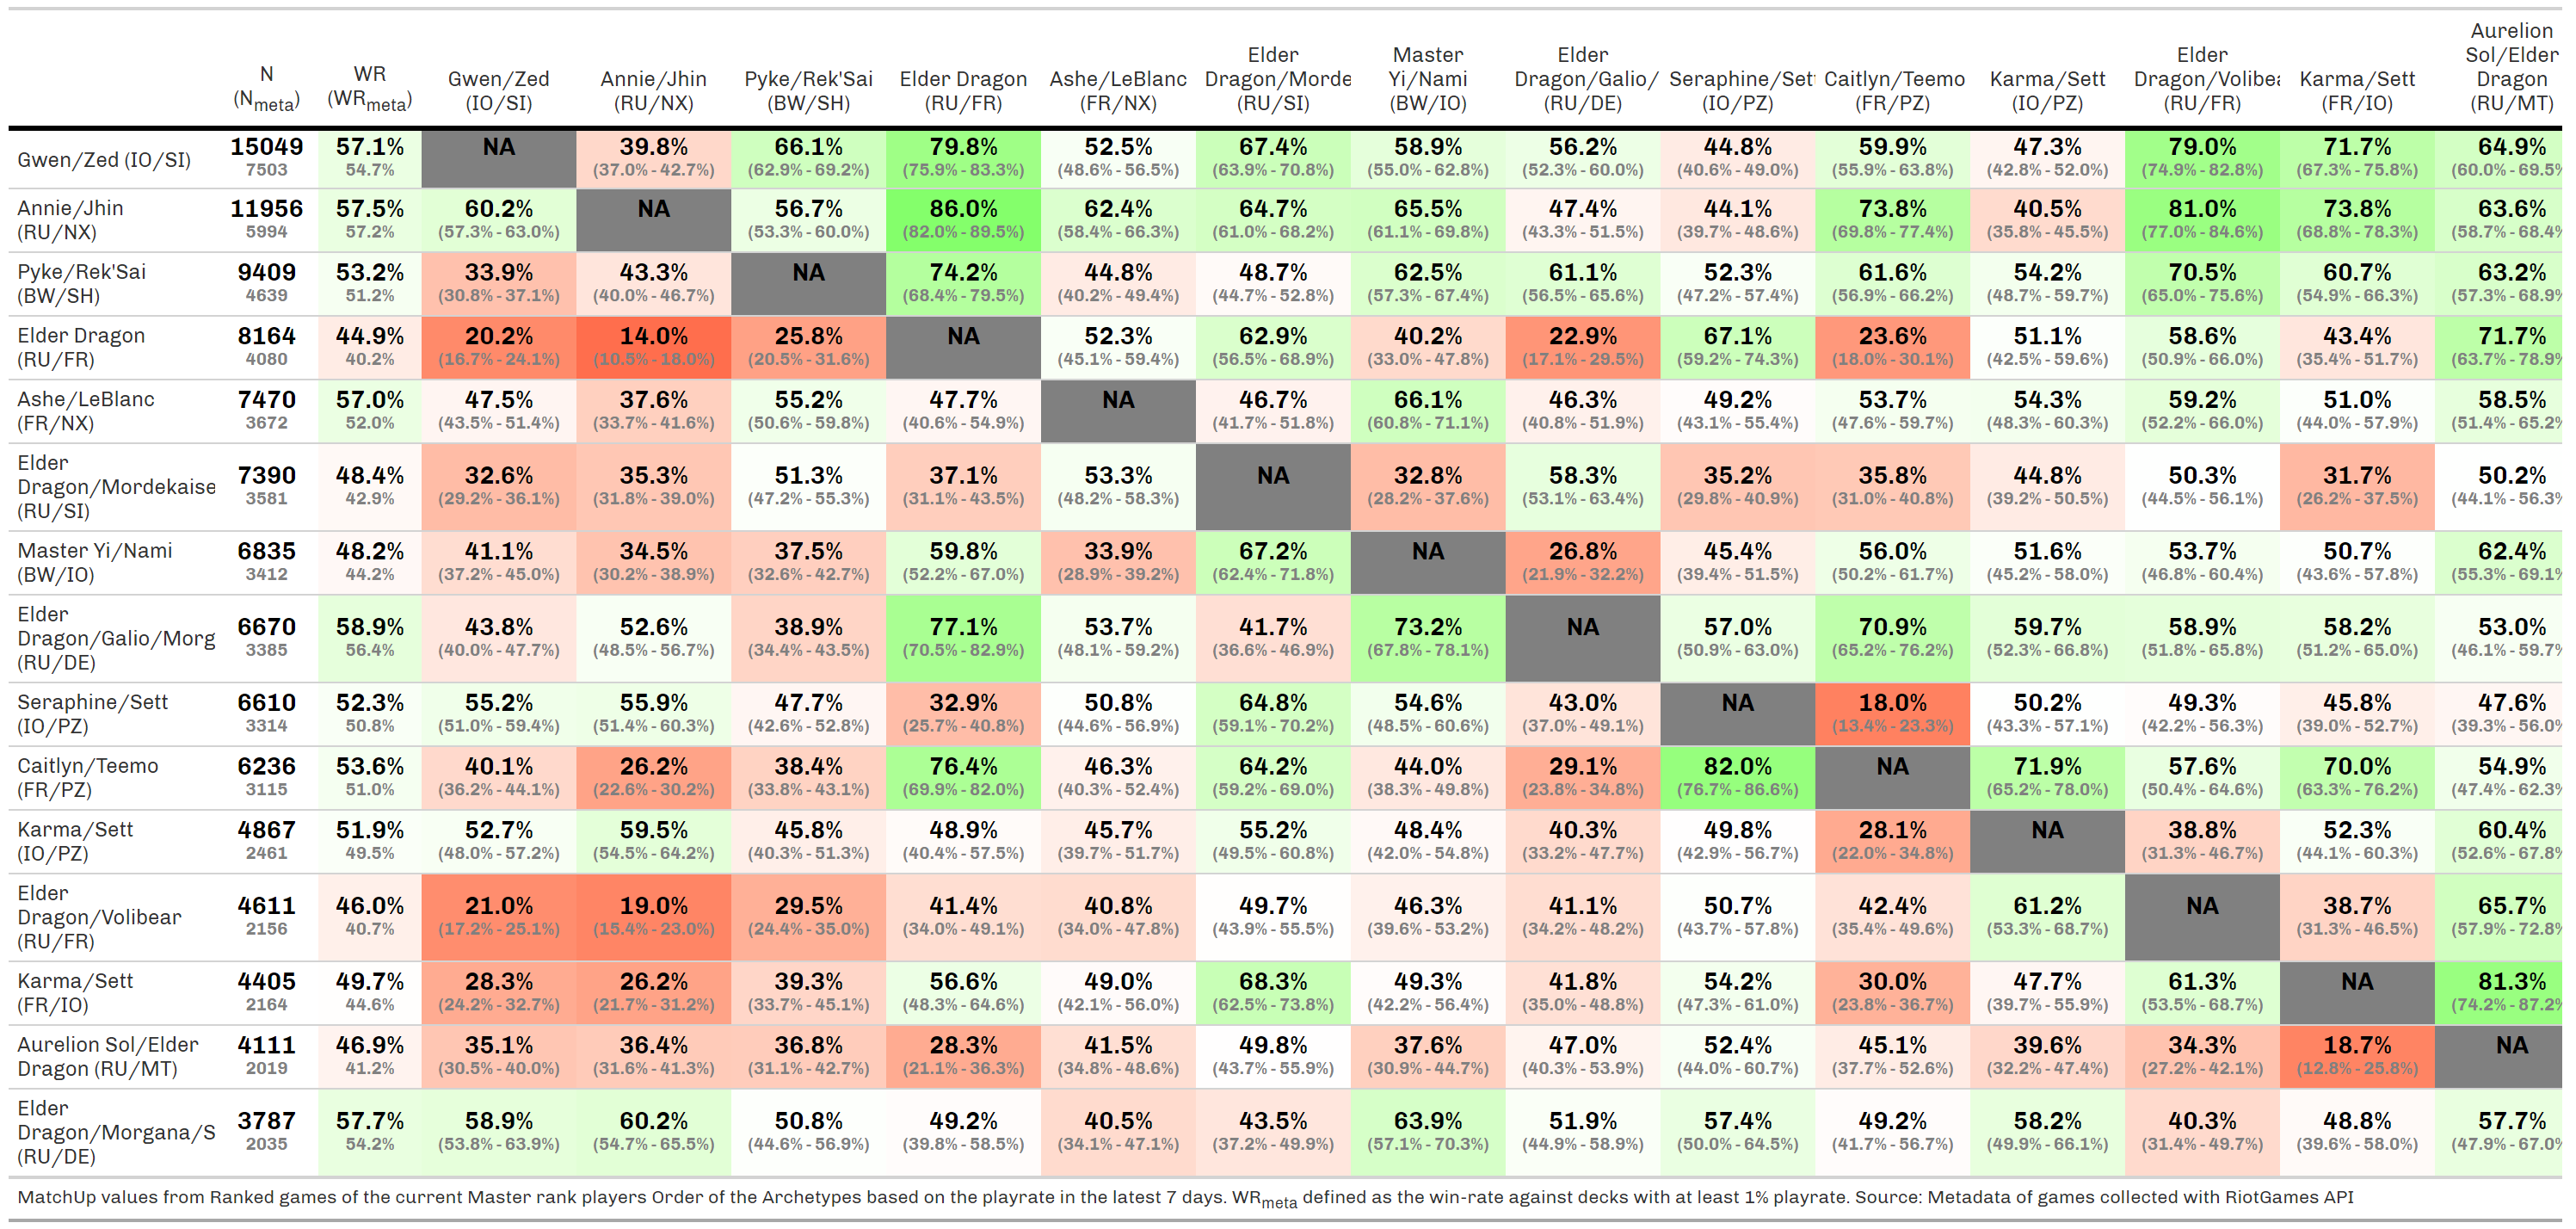 N (N_meta) WR (WR_meta) Gwen/Zed (IO/SI) Annie/Jhin (RU/NX) Pyke/Rek'Sai (BW/SH) Elder Dragon (RU/FR) Ashe/LeBlanc (FR/NX) Elder Dragon/Morde (RU/SI) Master Yi/Nami (BW/IO) Elder Dragon/Galio/ (RU/DE) Seraphine/Sett (IO/PZ) Caitlyn/Teemo (FR/PZ) Karma/Sett (IO/PZ) Elder Dragon/Volibea (RU/FR) Karma/Sett (FR/IO) Aurelion Sol/Elder Dragon (RU/MT)
Gwen/Zed (IO/SI) 15049 57.1% NA 39.8% 66.1% 79.8% 52.5% 67.4% 58.9% 56.2% 44.8% 59.9% 47.3% 79.0% 71.7% 64.9%
7503 54.7% (37.0% - 42.7%) (62.9% - 69.2%) (75.9% - 83.3%) (48.6% - 56.5%) (63.9% - 70.8%) (55.0% - 62.8%) (52.3% - 60.0%) (40.6% - 49.0%) (55.9% - 63.8%) (42.8% - 52.0%) (74.9% - 82.8%) (67.3% - 75.8%) (60.0% - 69.5%
Annie/Jhin (RU/NX) 11956 57.5% 60.2% NA 56.7% 86.0% 62.4% 64.7% 65.5% 47.4% 44.1% 73.8% 40.5% 81.0% 73.8% 63.6%
5994 57.2% (57.3% - 63.0%) (53.3% - 60.0%) (82.0% - 89.5%) (58.4% - 66.3%) (61.0% - 68.2%) (61.1% - 69.8%) (43.3% - 51.5%) (39.7% - 48.6%) (69.8% - 77.4%) (35.8% - 45.5%) (77.0% - 84.6%) (68.8% - 78.3%) (58.7% - 68.4%
Pyke/Rek'Sai (BW/SH) 9409 53.2% 33.9% 43.3% NA 74.2% 44.8% 48.7% 62.5% 61.1% 52.3% 61.6% 54.2% 70.5% 60.7% 63.2%
4639 51.2% (30.8% - 37.1%) (40.0% - 46.7%) (68.4% - 79.5%) (40.2% - 49.4%) (44.7% - 52.8%) (57.3% - 67.4%) (56.5% - 65.6%) (47.2% - 57.4%) (56.9% - 66.2%) (48.7% - 59.7%) (65.0% - 75.6%) (54.9% - 66.3%) (57.3% - 68.9%
Elder Dragon (RU/FR) 8164 44.9% 20.2% 14.0% 25.8% NA 52.3% 62.9% 40.2% 22.9% 67.1% 23.6% 51.1% 58.6% 43.4% 71.7%
4080 40.2% (16.7% - 24.1%) (10.5% - 18.0%) (20.5% - 31.6%) (45.1% - 59.4%) (56.5% - 68.9%) (33.0% - 47.8%) (17.1% - 29.5%) (59.2% - 74.3%) (18.0% - 30.1%) (42.5% - 59.6%) (50.9% - 66.0%) (35.4% - 51.7%) (63.7% - 78.9%
Ashe/LeBlanc (FR/NX) 7470 57.0% 47.5% 37.6% 55.2% 47.7% NA 46.7% 66.1% 46.3% 49.2% 53.7% 54.3% 59.2% 51.0% 58.5%
3672 52.0% (43.5% - 51.4%) (33.7% - 41.6%) (50.6% - 59.8%) (40.6% - 54.9%) (41.7% - 51.8%) (60.8% - 71.1%) (40.8% - 51.9%) (43.1% - 55.4%) (47.6% - 59.7%) (48.3% - 60.3%) (52.2% - 66.0%) (44.0% - 57.9%) (51.4% - 65.2%
Elder Dragon/Mordekaise (RU/SI) 7390 48.4% 32.6% 35.3% 51.3% 37.1% 53.3% NA 32.8% 58.3% 35.2% 35.8% 44.8% 50.3% 31.7% 50.2%
3581 42.9% (29.2% - 36.1%) (31.8% - 39.0%) (47.2% - 55.3%) (31.1% - 43.5%) (48.2% - 58.3%) (28.2% - 37.6%) (53.1% - 63.4%) (29.8% - 40.9%) (31.0% - 40.8%) (39.2% - 50.5%) (44.5% - 56.1%) (26.2% - 37.5%) (44.1% - 56.3%
Master Yi/Nami (BW/IO) 6835 48.2% 41.1% 34.5% 37.5% 59.8% 33.9% 67.2% NA 26.8% 45.4% 56.0% 51.6% 53.7% 50.7% 62.4%
3412 44.2% (37.2% - 45.0%) (30.2% - 38.9%) (32.6% - 42.7%) (52.2% - 67.0%) (28.9% - 39.2%) (62.4% - 71.8%) (21.9% - 32.2%) (39.4% - 51.5%) (50.2% - 61.7%) (45.2% - 58.0%) (46.8% - 60.4%) (43.6% - 57.8%) (55.3% - 69.1%
Elder Dragon/Galio/Morg (RU/DE) 6670 58.9% 43.8% 52.6% 38.9% 77.1% 53.7% 41.7% 73.2% NA 57.0% 70.9% 59.7% 58.9% 58.2% 53.0%
3385 56.4% (40.0% - 47.7%) (48.5% - 56.7%) (34.4% - 43.5%) (70.5% - 82.9%) (48.1% - 59.2%) (36.6% - 46.9%) (67.8% - 78.1%) (50.9% - 63.0%) (65.2% - 76.2%) (52.3% - 66.8%) (51.8% - 65.8%) (51.2% - 65.0%) (46.1% - 59.7%
Seraphine/Sett (IO/PZ) 6610 52.3% 55.2% 55.9% 47.7% 32.9% 50.8% 64.8% 54.6% 43.0% NA 18.0% 50.2% 49.3% 45.8% 47.6%
3314 50.8% (51.0% - 59.4%) (51.4% - 60.3%) (42.6% - 52.8%) (25.7% - 40.8%) (44.6% - 56.9%) (59.1% - 70.2%) (48.5% - 60.6%) (37.0% - 49.1%) (13.4% - 23.3%) (43.3% - 57.1%) (42.2% - 56.3%) (39.0% - 52.7%) (39.3% - 56.0%
Caitlyn/Teemo (FR/PZ) 6236 53.6% 40.1% 26.2% 38.4% 76.4% 46.3% 64.2% 44.0% 29.1% 82.0% NA 71.9% 57.6% 70.0% 54.9%
3115 51.0% (36.2% - 44.1%) (22.6% - 30.2%) (33.8% - 43.1%) (69.9% - 82.0%) (40.3% - 52.4%) (59.2% - 69.0%) (38.3% - 49.8%) (23.8% - 34.8%) (76.7% - 86.6%) (65.2% - 78.0%) (50.4% - 64.6%) (63.3% - 76.2%) (47.4% - 62.3%
Karma/Sett (IO/PZ) 4867 51.9% 52.7% 59.5% 45.8% 48.9% 45.7% 55.2% 48.4% 40.3% 49.8% 28.1% NA 38.8% 52.3% 60.4%
2461 49.5% (48.0% - 57.2%) (54.5% - 64.2%) (40.3% - 51.3%) (40.4% - 57.5%) (39.7% - 51.7%) (49.5% - 60.8%) (42.0% - 54.8%) (33.2% - 47.7%) (42.9% - 56.7%) (22.0% - 34.8%) (31.3% - 46.7%) (44.1% - 60.3%) (52.6% - 67.8%
Elder Dragon/Volibear (RU/FR) 4611 46.0% 21.0% 19.0% 29.5% 41.4% 40.8% 49.7% 46.3% 41.1% 50.7% 42.4% 61.2% NA 38.7% 65.7%
2156 40.7% (17.2% - 25.1%) (15.4% - 23.0%) (24.4% - 35.0%) (34.0% - 49.1%) (34.0% - 47.8%) (43.9% - 55.5%) (39.6% - 53.2%) (34.2% - 48.2%) (43.7% - 57.8%) (35.4% - 49.6%) (53.3% - 68.7%) (31.3% - 46.5%) (57.9% - 72.8%
Karma/Sett (FR/IO) 4405 49.7% 28.3% 26.2% 39.3% 56.6% 49.0% 68.3% 49.3% 41.8% 54.2% 30.0% 47.7% 61.3% NA 81.3%
2164 44.6% (24.2% - 32.7%) (21.7% - 31.2%) (33.7% - 45.1%) (48.3% - 64.6%) (42.1% - 56.0%) (62.5% - 73.8%) (42.2% - 56.4%) (35.0% - 48.8%) (47.3% - 61.0%) (23.8% - 36.7%) (39.7% - 55.9%) (53.5% - 68.7%) (74.2% - 87.2%
Aurelion Sol/Elder Dragon (RU/MT) 4111 46.9% 35.1% 36.4% 36.8% 28.3% 41.5% 49.8% 37.6% 47.0% 52.4% 45.1% 39.6% 34.3% 18.7% NA
2019 41.2% (30.5% - 40.0%) (31.6% - 41.3%) (31.1% - 42.7%) (21.1% - 36.3%) (34.8% - 48.6%) (43.7% - 55.9%) (30.9% - 44.7%) (40.3% - 53.9%) (44.0% - 60.7%) (37.7% - 52.6%) (32.2% - 47.4%) (27.2% - 42.1%) (12.8% - 25.8%)
Elder Dragon/Morgana/S (RU/DE) 3787 57.7% 58.9% 60.2% 50.8% 49.2% 40.5% 43.5% 63.9% 51.9% 57.4% 49.2% 58.2% 40.3% 48.8% 57.7%
2035 54.2% (53.8% - 63.9%) (54.7% - 65.5%) (44.6% - 56.9%) (39.8% - 58.5%) (34.1% - 47.1%) (37.2% - 49.9%) (57.1% - 70.3%) (44.9% - 58.9%) (50.0% - 64.5%) (41.7% - 56.7%) (49.9% - 66.1%) (31.4% - 49.7%) (39.6% - 58.0%) (47.9% - 67.0%
MatchUp values from Ranked games of the current Master rank players Order of the Archetypes based on the playrate in the latest 7 days. WR_meta defined as the win-rate against decks with at least 1% playrate. Source: Metadata of games collected with RiotGames API